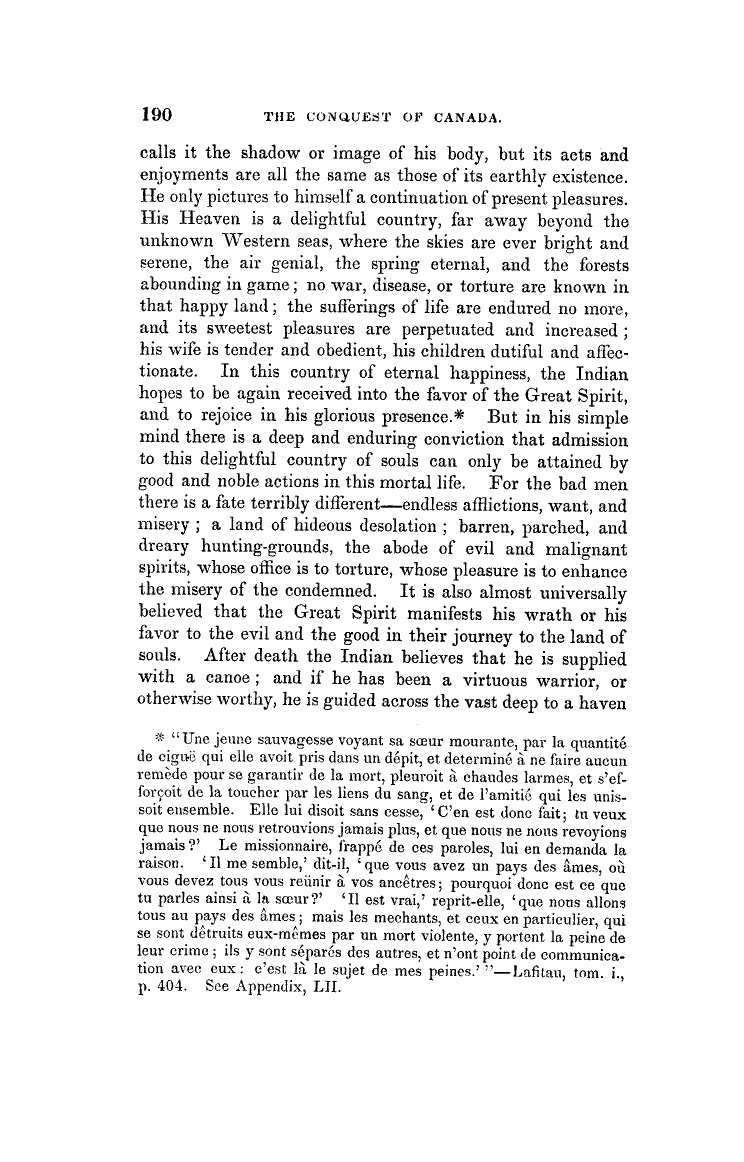 190 THE CONQUEST OF CANADA.
calls it the shadow or image of his body, but its acts and
enjoyments are all the same as those of its earthly existence.
He only pictures to himself a continuation of present pleasures.
His Heaven is a delightful country, far away beyond the
unknown Western seas, where the skies are ever bright and
serene, the air genial, the spring eternal, and the forests
abounding in game; no war, disease, or torture are known in
that happy land; the sufferings of life are endured no more,
and its sweetest pleasures are perpetuated and increased;
his wife is tender and obedient, his children dutiful and affec-
tionate. In this country of eternal happiness, the Indian
hopes to be again received into the favor of the Great Spirit,
and to rejoice in his glorious presence.* But in his simple
mind there is a deep and enduring conviction that admission
to this delightful country of souls can only be attained by
good and noble actions in this mortal life. For the bad men
there is a fate terribly different—endless afflictions, want, and
misery; a land of hideous desolation; barren, parched, and
dreary hunting-grounds, the abode of evil and malignant
spirits, whose office is to torture, whose pleasure is to enhance
the misery of the condemned. It is also almost universally
believed that the Great Spirit manifests his wrath or his
favor to the evil and the good in their journey to the land of
souls. After death the Indian believes that he is supplied
with a canoe; and if he has been a virtuous warrior, or
otherwise worthy, he is guided across the vast deep to a haven
* "Une jeune sauvagesse voyant sa sœur mourante, par la quantité
de ciguë qui elle avoit pris dans un dépit, et determiné à ne faire aucun
remède pour se garantir de la mort, pleuroit à chaudes larmes, et s'ef-
forçoit de la toucher par les liens du sang, et de l'amitié qui les unis-
soit ensemble. Elle lui disoit sans cesse, 'C'en est donc fait; tu veux
que nous ne nous retrouvions jamais plus, et que nous ne nous revoyions
jamais?' Le missionnaire, frappé de ces paroles, lui en demanda la
raison. 'Il me semble,' dit-il, 'que vous avez un pays des âmes, où
vous devez tous vous reünir à vos ancêtres; pourquoi donc est ce que
tu parles ainsi à la sœur?' 'Il est vrai,' reprit-elle, 'que nous allons
tous au pays des âmes; mais les mechants, et ceux en particulier, qui
se sont détruits eux-mêmes par un mort violente, y portent la peine de
leur crime; ils y sont séparés des autres, et n'ont point de communica-
tion avec eux: c'est là le sujet de mes peines.' "—Lafitau, tom. i.,
p. 404. See Appendix, LII.